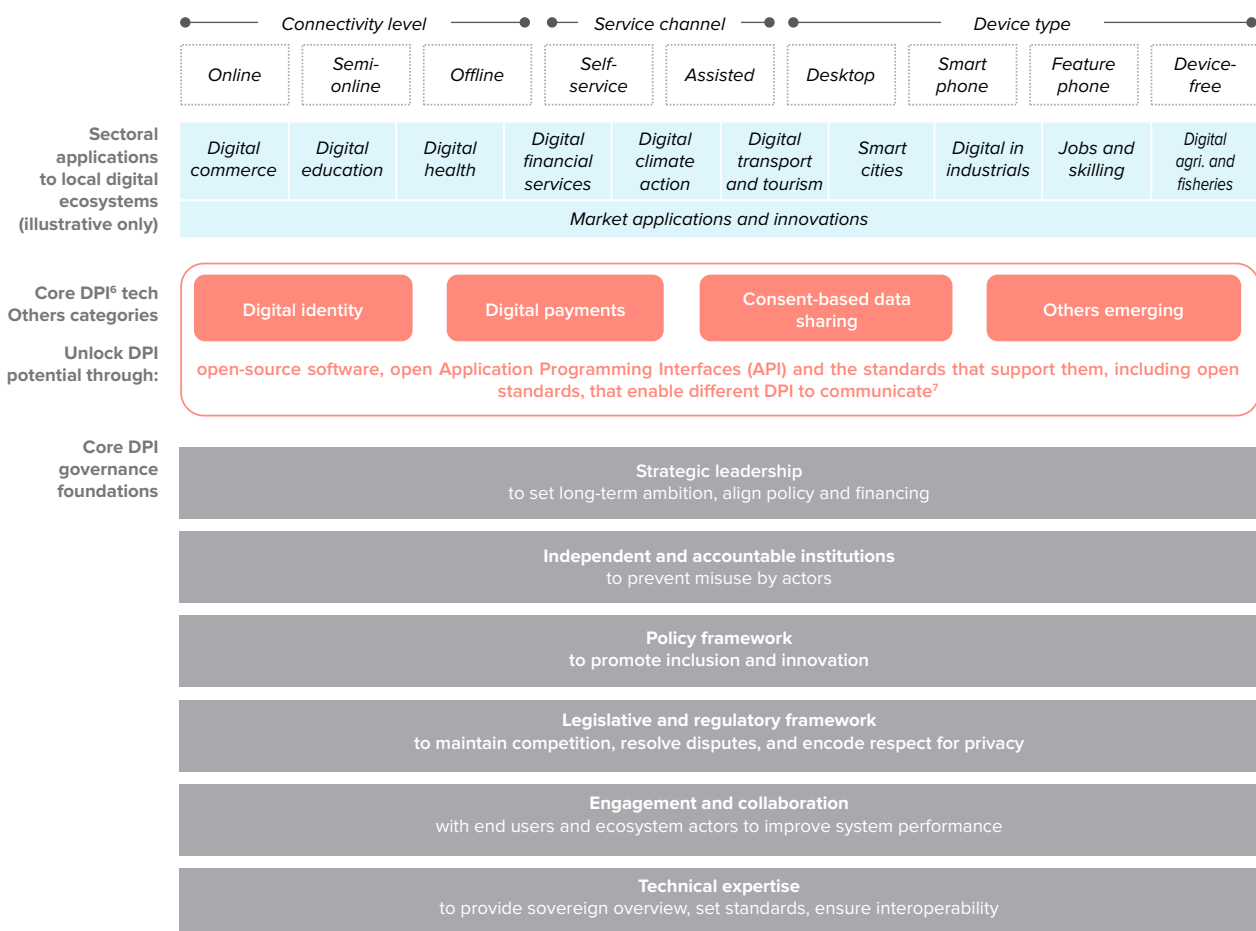 Connectivity level
Service channel
Device type
Online
Semi-
online
Offline
Self-
service
Assisted
Desktop
Smart
phone
Feature
phone
Device-
free
Sectoral
applications
to local digital
ecosystems
(illustrative only)
Digital
commerce
Digital
education
Digital
health
Digital
financial
services
Digital
climate
action
Digital
transport
and tourism
Smart
cities
Digital in
industrials
Jobs and
skilling
Digital
agri. and
fisheries
Market applications and innovations
Core DPI⁶ tech
Others categories
Digital identity
Digital payments
Consent-based data
sharing
Others emerging
Unlock DPI
potential through:
open-source software, open Application Programming Interfaces (API) and the standards that support them, including open
standards, that enable different DPI to communicate⁷
Core DPI
governance
foundations
Strategic leadership
to set long-term ambition, align policy and financing
Independent and accountable institutions
to prevent misuse by actors
Policy framework
to promote inclusion and innovation
Legislative and regulatory framework
to maintain competition, resolve disputes, and encode respect for privacy
Engagement and collaboration
with end users and ecosystem actors to improve system performance
Technical expertise
to provide sovereign overview, set standards, ensure interoperability